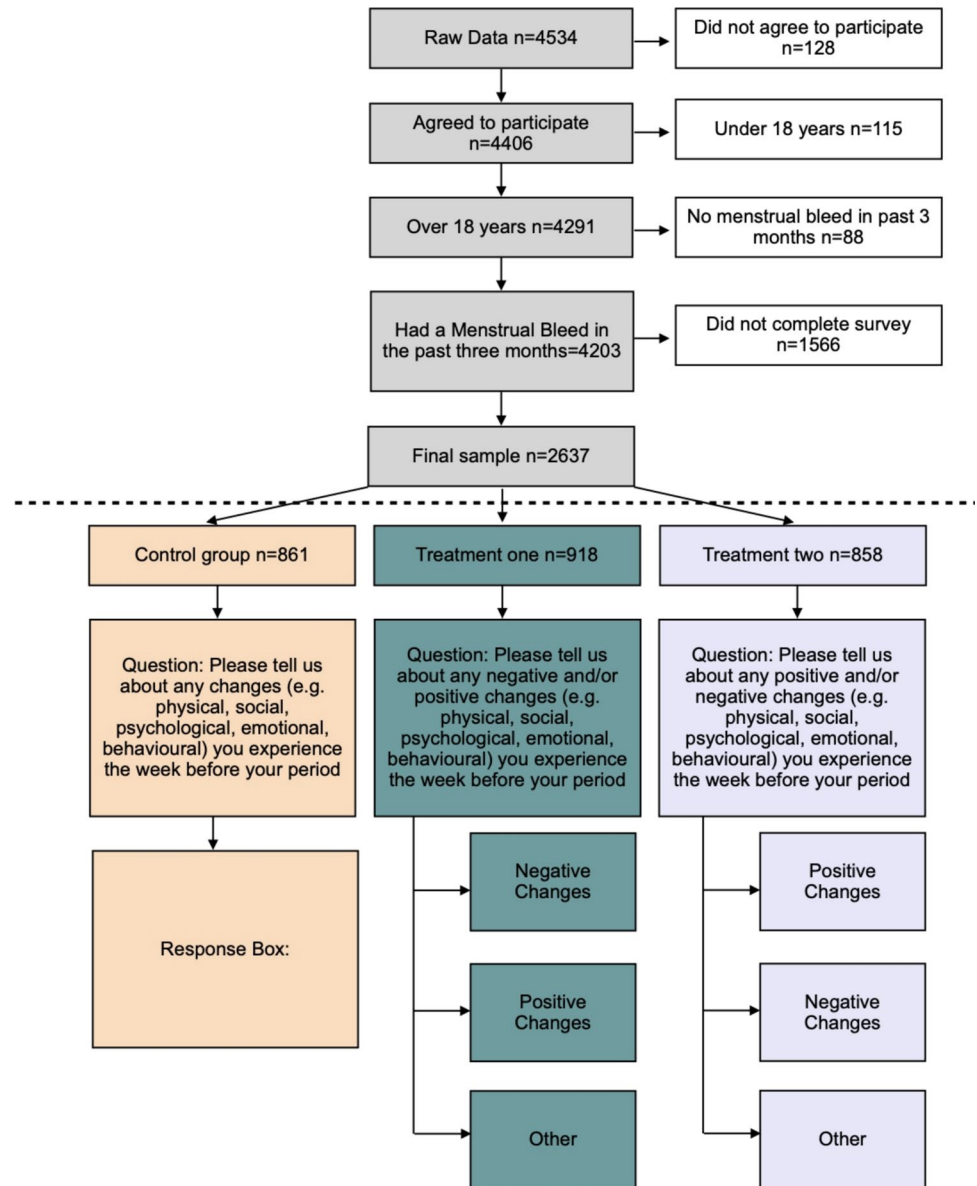 Raw Data n=4534
Did not agree to participate
n=128
Agreed to participate
n=4406
Under 18 years n=115
Over 18 years n=4291
No menstrual bleed in past 3
months n=88
Had a Menstrual Bleed in
the past three months=4203
Did not complete survey
n=1566
Final sample n=2637
Control group n=861
Treatment one n=918
Treatment two n=858
Question: Please tell us
about any changes (e.g.
physical, social,
psychological, emotional,
behavioural) you experience
the week before your period
Question: Please tell us
about any negative and/or
positive changes (e.g.
physical, social,
psychological, emotional,
behavioural) you experience
the week before your period
Question: Please tell us
about any positive and/or
negative changes (e.g.
physical, social,
psychological, emotional,
behavioural) you experience
the week before your period
Response Box:
Negative
Changes
Positive
Changes
Other
Positive
Changes
Negative
Changes
Other